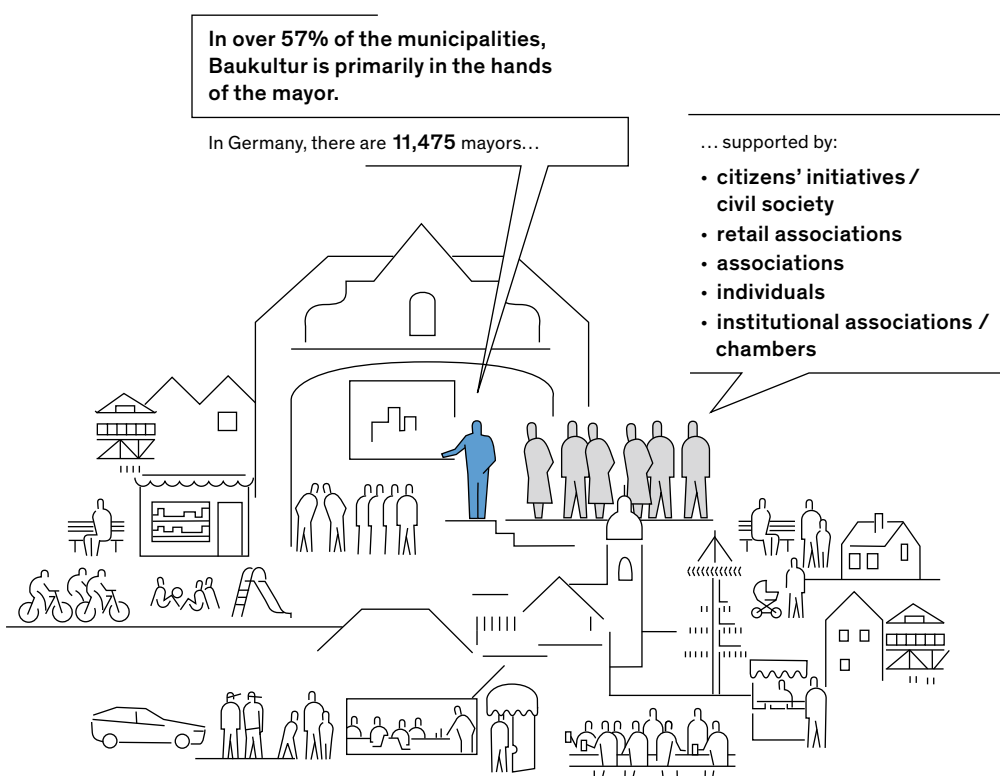 In over 57% of the municipalities,
Baukultur is primarily in the hands
of the mayor.
In Germany, there are 11,475 mayors…
… supported by:
• citizens’ initiatives /
civil society
• retail associations
• associations
• individuals
• institutional associations /
chambers